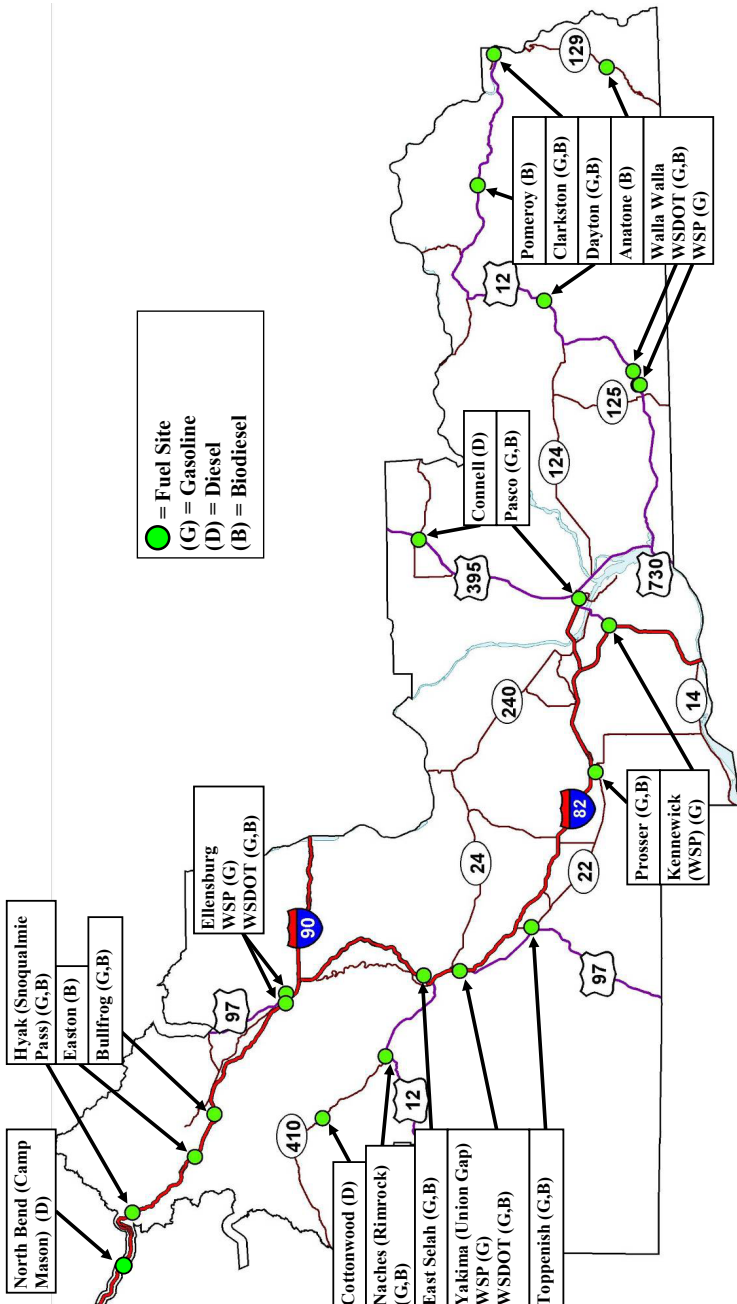 North Bend (Camp
Mason) (D)
Hyak (Snoqualmie
Pass) (G,B)
Easton (B)
Bullfrog (G,B)
Ellensburg
WSP (G)
WSDOT (G,B)
= Fuel Site
(G) = Gasoline
(D) = Diesel
(B) = Biodiesel
Connell (D)
Pasco (G,B)
Pomeroy (B)
Clarkston (G,B)
Dayton (G,B)
Anatone (B)
Walla Walla
WSDOT (G,B)
WSP (G)
Cottonwood (D)
Naches (Rimrock)
(G,B)
East Selah (G,B)
Yakima (Union Gap)
WSP (G)
WSDOT (G,B)
Toppenish (G,B)
Prosser (G,B)
Kennewick
(WSP) (G)
97
90
410
12
24
82
22
97
240
14
395
730
124
125
12
129